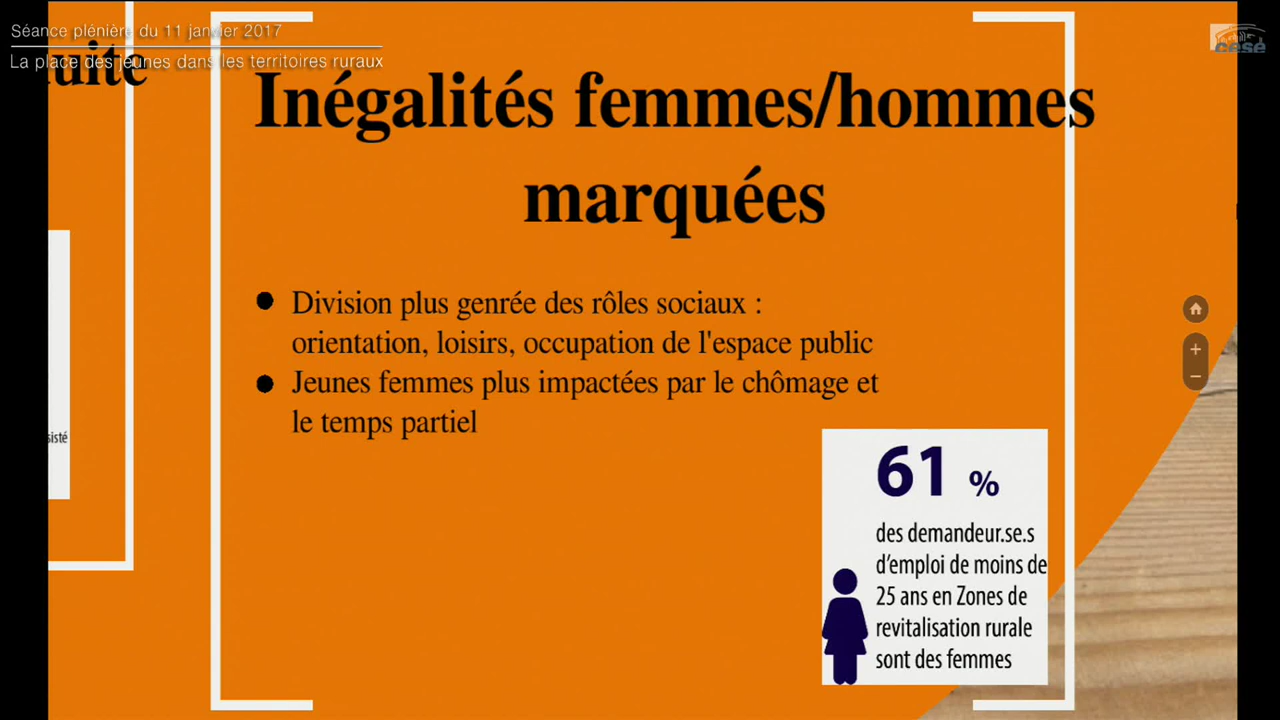 Séance plénière du 11 janvier 2017
La place des jeunes dans les territoires ruraux
cese
Inégalités femmes/hommes
marquées
● Division plus genrée des rôles sociaux :
orientation, loisirs, occupation de l'espace public
● Jeunes femmes plus impactées par le chômage et
le temps partiel
61 %
des demandeur.se.s
d'emploi de moins de
25 ans en Zones de
revitalisation rurale
sont des femmes